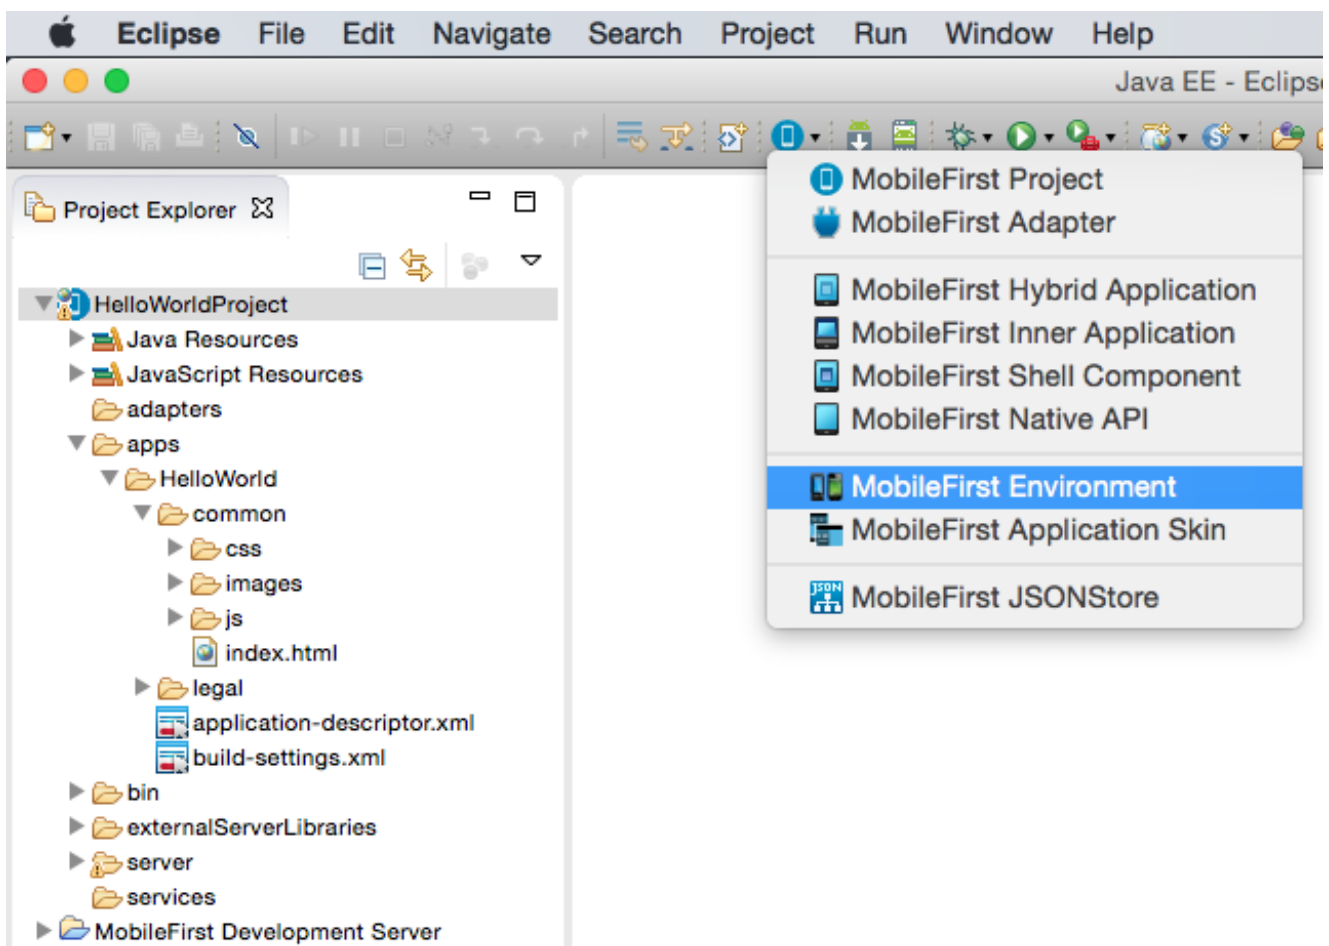 Eclipse File Edit Navigate Search Project Run Window Help
Java EE - Eclipse
Project Explorer
MobileFirst Project
MobileFirst Adapter
MobileFirst Hybrid Application
MobileFirst Inner Application
MobileFirst Shell Component
MobileFirst Native API
MobileFirst Environment
MobileFirst Application Skin
JSON MobileFirst JSONStore
HelloWorldProject
Java Resources
JavaScript Resources
adapters
apps
HelloWorld
common
css
images
js
index.html
legal
application-descriptor.xml
build-settings.xml
bin
externalServerLibraries
server
services
MobileFirst Development Server